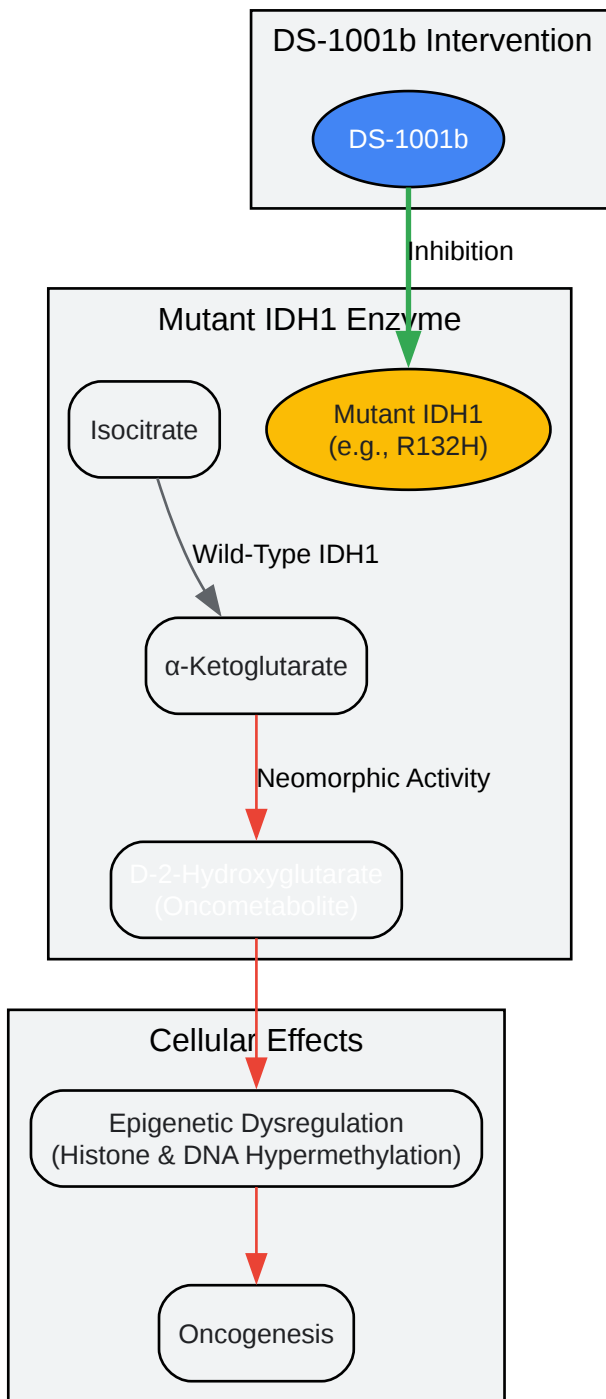 DS-1001b Intervention
DS-1001b
Inhibition
Mutant IDH1 Enzyme
Isocitrate
Mutant IDH1
(e.g., R132H)
Wild-Type IDH1
α-Ketoglutarate
Neomorphic Activity
D-2-Hydroxyglutarate
(Oncometabolite)
Cellular Effects
Epigenetic Dysregulation
(Histone & DNA Hypermethylation)
Oncogenesis